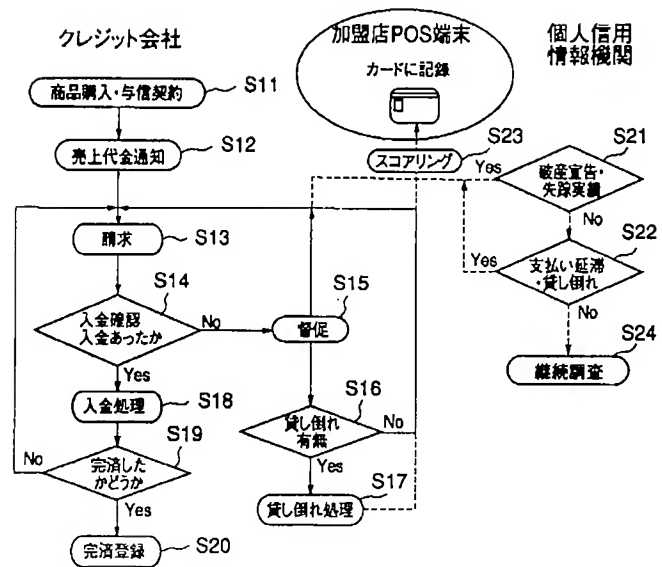 クレジット会社
加盟店POS端末
カードに記録
個人信用
情報機関
商品購入・与信契約
S11
売上代金通知
S12
請求
S13
入金確認
入金あったか
S14
No
Yes
督促
S15
貸し倒れ
有無
S16
No
Yes
貸し倒れ処理
S17
入金処理
S18
完済した
かどうか
S19
No
Yes
完済登録
S20
スコアリング
S23
破産宣告・
失踪実績
S21
Yes
No
支払い延滞
・貸し倒れ
S22
Yes
No
継続調査
S24